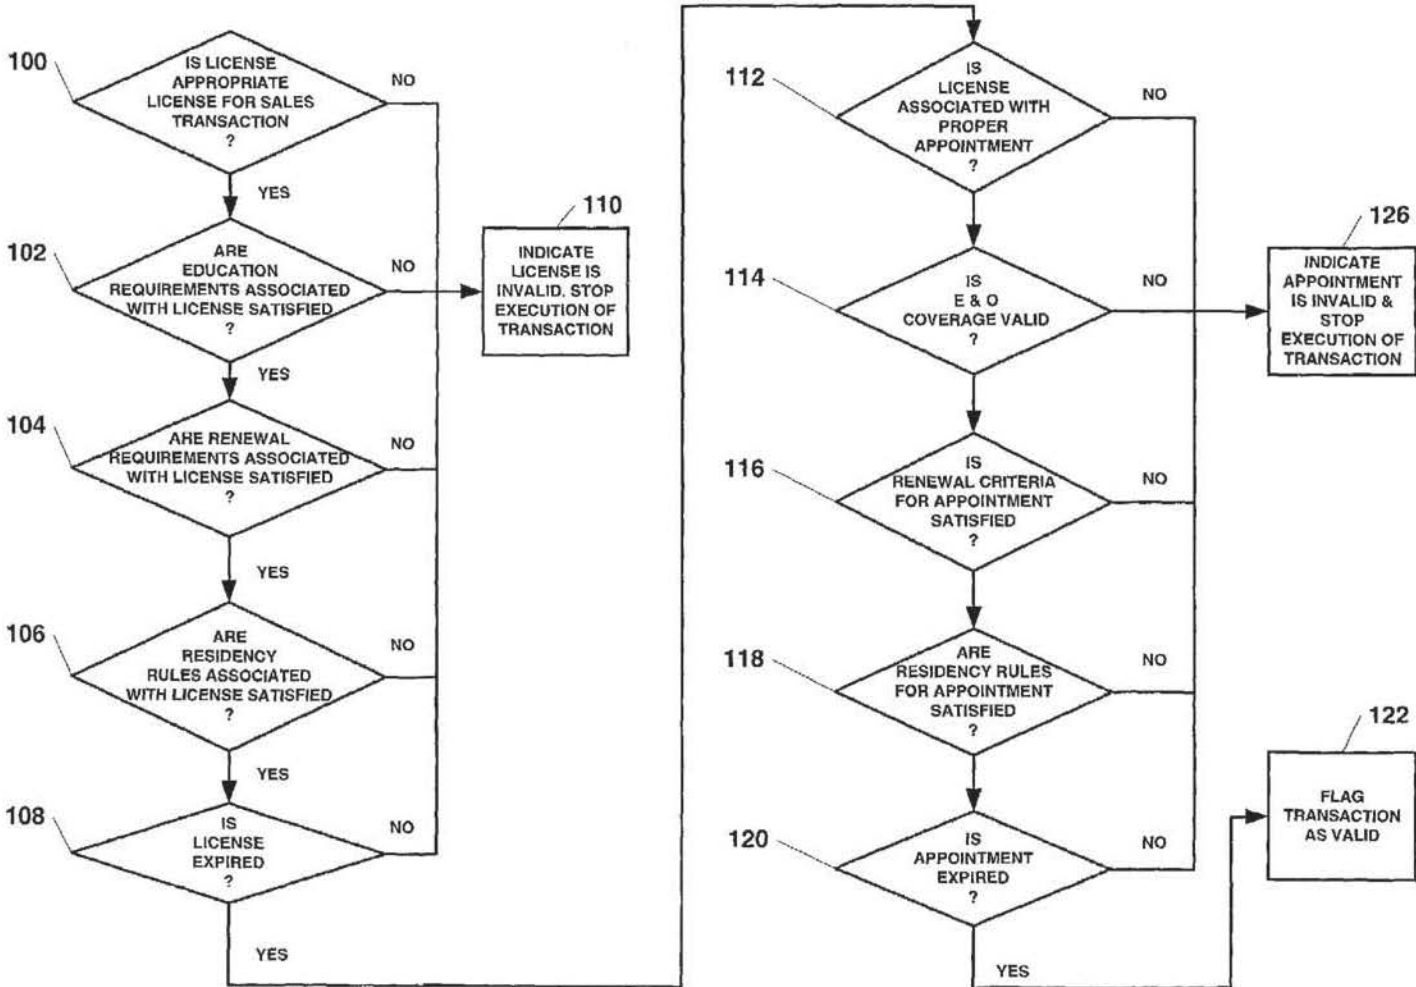 100
IS LICENSE
APPROPRIATE
LICENSE FOR SALES
TRANSACTION
?
NO
YES
102
ARE
EDUCATION
REQUIREMENTS ASSOCIATED
WITH LICENSE SATISFIED
?
NO
YES
110
INDICATE
LICENSE IS
INVALID. STOP
EXECUTION OF
TRANSACTION
104
ARE RENEWAL
REQUIREMENTS ASSOCIATED
WITH LICENSE SATISFIED
?
NO
YES
106
ARE
RESIDENCY
RULES ASSOCIATED
WITH LICENSE SATISFIED
?
NO
YES
108
IS
LICENSE
EXPIRED
?
NO
YES
112
IS
LICENSE
ASSOCIATED WITH
PROPER
APPOINTMENT
?
NO
114
IS
E & O
COVERAGE VALID
?
NO
126
INDICATE
APPOINTMENT
IS INVALID &
STOP
EXECUTION OF
TRANSACTION
116
IS
RENEWAL CRITERIA
FOR APPOINTMENT
SATISFIED
?
NO
118
ARE
RESIDENCY RULES
FOR APPOINTMENT
SATISFIED
?
NO
120
IS
APPOINTMENT
EXPIRED
?
NO
YES
122
FLAG
TRANSACTION
AS VALID